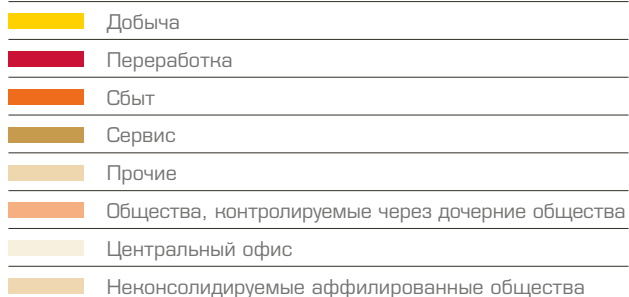 Добыча
Переработка
Сбыт
Сервис
Прочие
Общества, контролируемые через дочерние общества
Центральный офис
Неконсолидируемые аффилированные общества